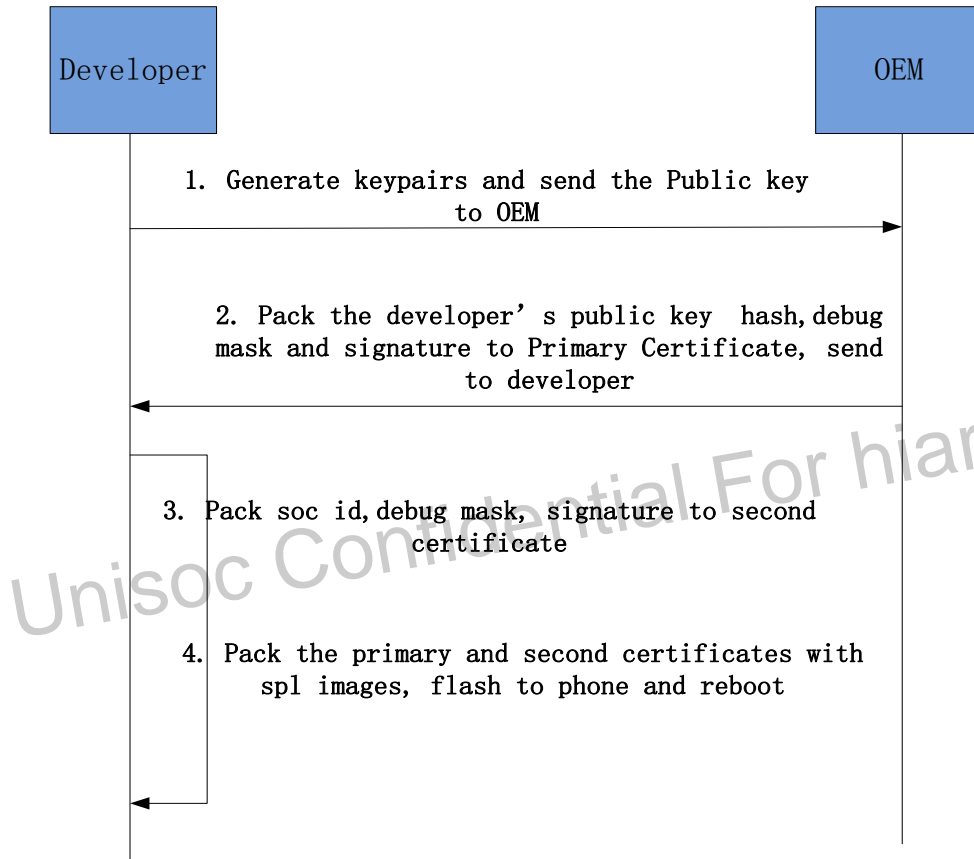 Developer
OEM
1. Generate keypairs and send the Public key
to OEM
2. Pack the developer's public key hash,debug
mask and signature to Primary Certificate, send
to developer
3. Pack soc id,debug mask, signature to second
certificate
4. Pack the primary and second certificates with
spl images, flash to phone and reboot
Unisoc Confidential For hiar